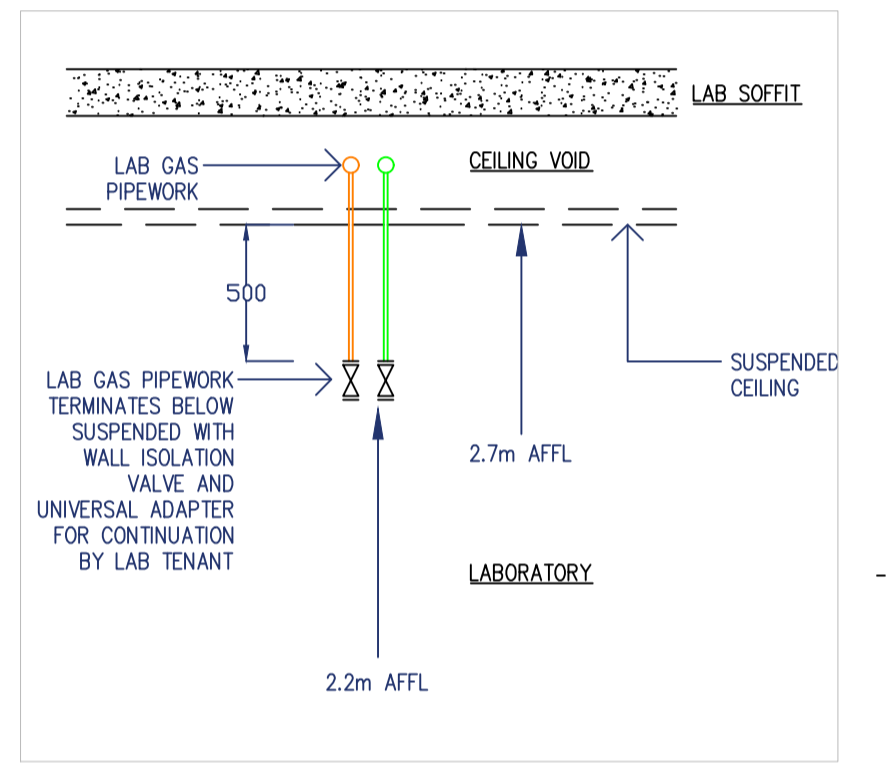 LAB SOFFIT
LAB GAS
PIPEWORK
CEILING VOID
500
SUSPENDED
CEILING
LAB GAS PIPEWORK
TERMINATES BELOW
SUSPENDED WITH
WALL ISOLATION
VALVE AND
UNIVERSAL ADAPTER
FOR CONTINUATION
BY LAB TENANT
2.7m AFFL
LABORATORY
2.2m AFFL